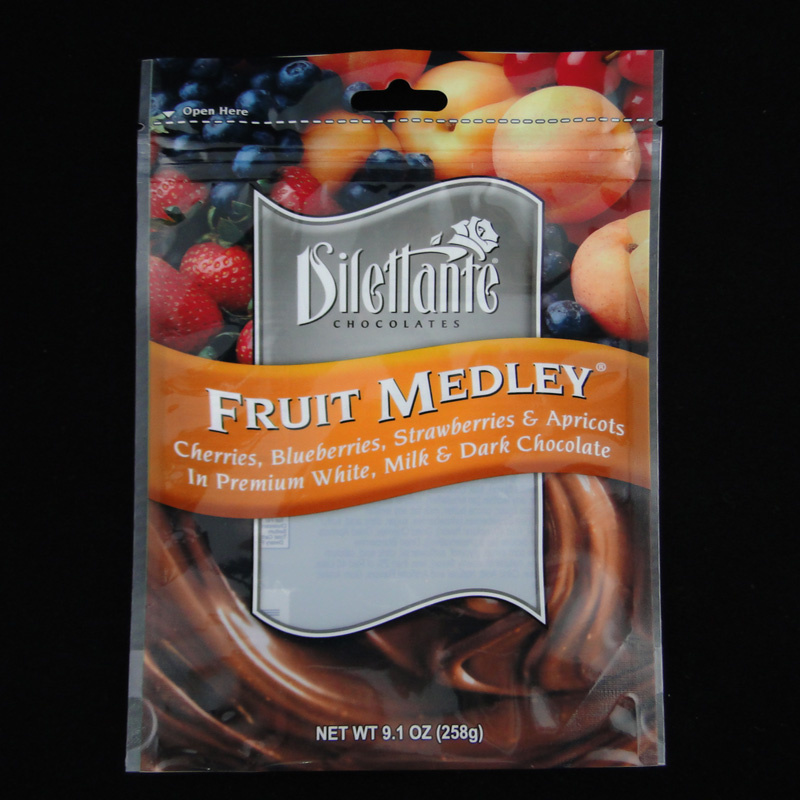 Open Here
Dilettante®
CHOCOLATES
FRUIT MEDLEY®
Cherries, Blueberries, Strawberries & Apricots
In Premium White, Milk & Dark Chocolate
NET WT 9.1 OZ (258g)